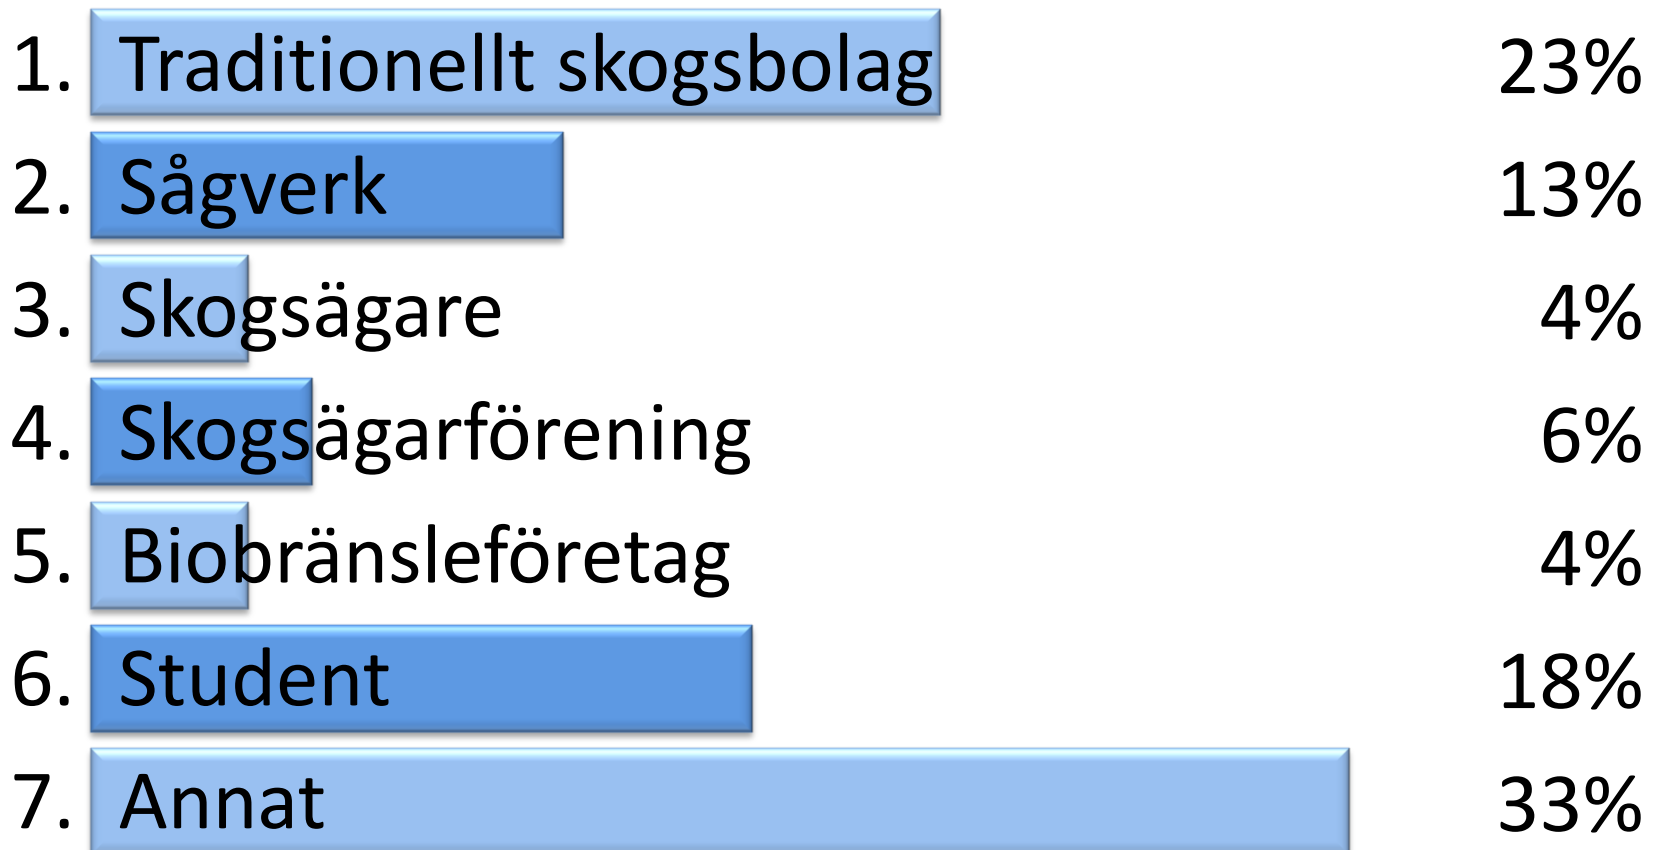 1. Traditionellt skogsbolag 23%
2. Sågverk 13%
3. Skogsägare 4%
4. Skogsägarförening 6%
5. Biobränsleföretag 4%
6. Student 18%
7. Annat 33%